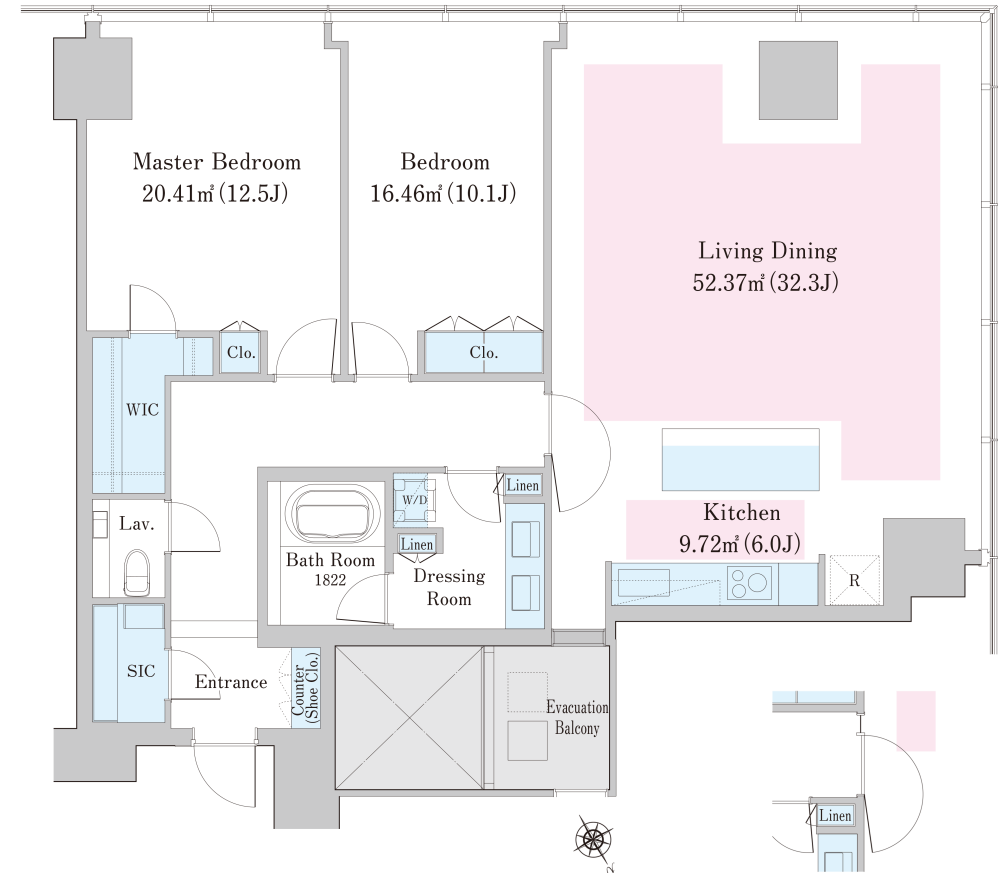 Master Bedroom
20.41㎡(12.5J)
Bedroom
16.46㎡(10.1J)
Living Dining
52.37㎡(32.3J)
Clo.
Clo.
WIC
Linen
W/D
Lav.
Linen
Kitchen
9.72㎡(6.0J)
Bath Room
1822
Dressing
Room
R
SIC
Entrance
Counter
(Shoe Clo.)
Evacuation
Balcony
Linen
N